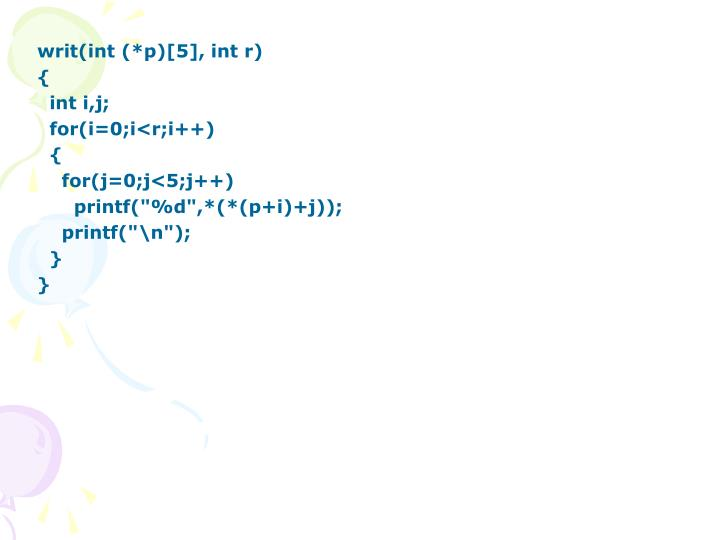 writ(int (*p)[5], int r)
{
int i,j;
for(i=0;i<r;i++)
{
for(j=0;j<5;j++)
printf("%d",*(*(p+i)+j));
printf("\n");
}
}